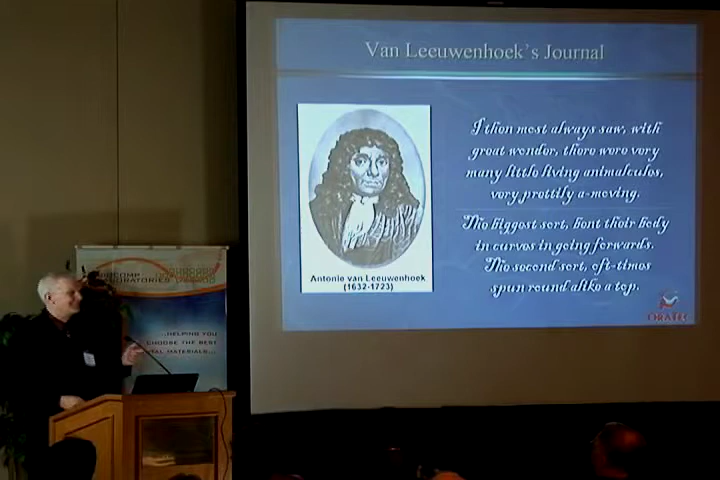 Van Leeuwenhoek's Journal
I then most always saw, with
great wonder, there were very
many little living animalcules,
very prettily a-moving.
The biggest sort, bent their body
in curves in going forwards.
The second sort, oft-times
spun round alike a top.
Antonie van Leeuwenhoek
(1632-1723)
ORATEC
...HELPING YOU
CHOOSE THE BEST
MATERIALS...